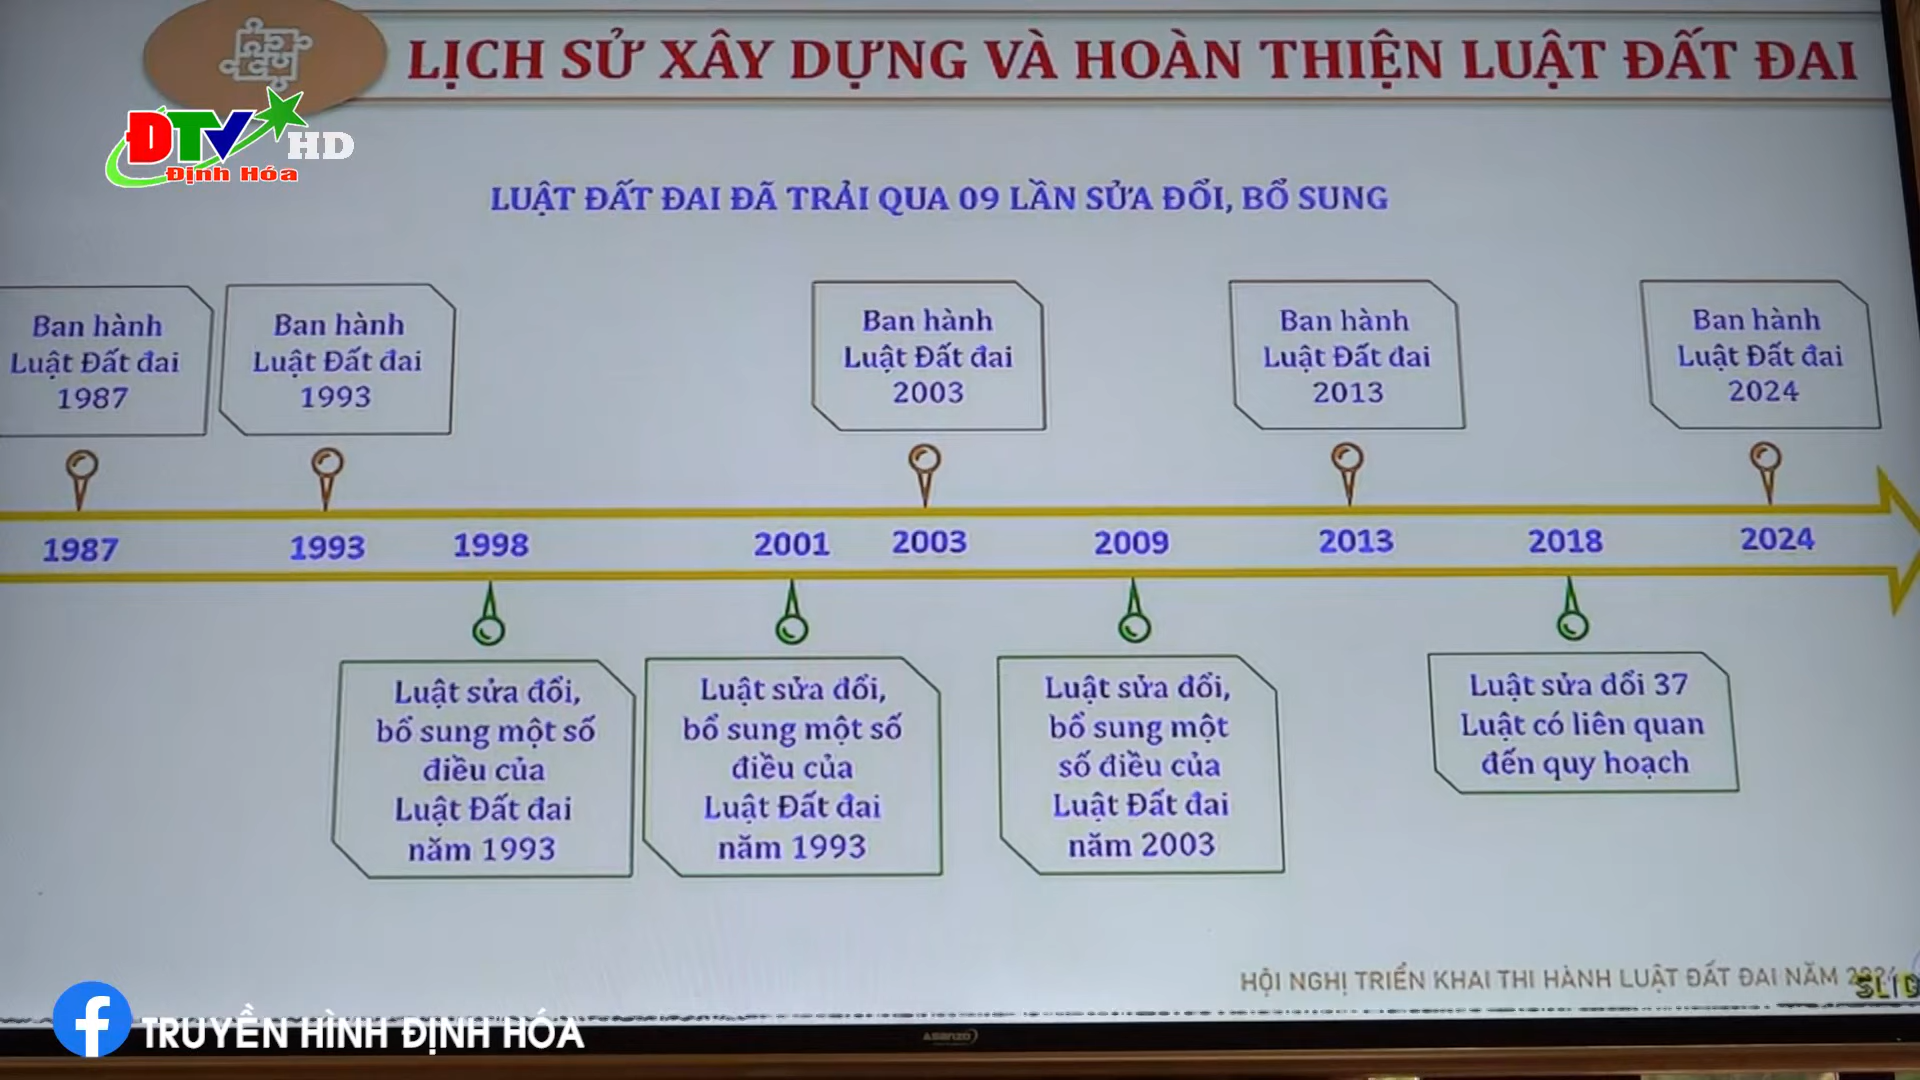 LỊCH SỬ XÂY DỰNG VÀ HOÀN THIỆN LUẬT ĐẤT ĐAI
ĐTV HD
Định Hóa
LUẬT ĐẤT ĐAI ĐÃ TRẢI QUA 09 LẦN SỬA ĐỔI, BỔ SUNG
Ban hành
Luật Đất đai
1987
Ban hành
Luật Đất đai
1993
Ban hành
Luật Đất đai
2003
Ban hành
Luật Đất đai
2013
Ban hành
Luật Đất đai
2024
1987 1993 1998 2001 2003 2009 2013 2018 2024
Luật sửa đổi,
bổ sung một số
điều của
Luật Đất đai
năm 1993
Luật sửa đổi,
bổ sung một số
điều của
Luật Đất đai
năm 1993
Luật sửa đổi,
bổ sung một
số điều của
Luật Đất đai
năm 2003
Luật sửa đổi 37
Luật có liên quan
đến quy hoạch
HỘI NGHỊ TRIỂN KHAI THI HÀNH LUẬT ĐẤT ĐAI NĂM
TRUYỀN HÌNH ĐỊNH HÓA
ASANZO